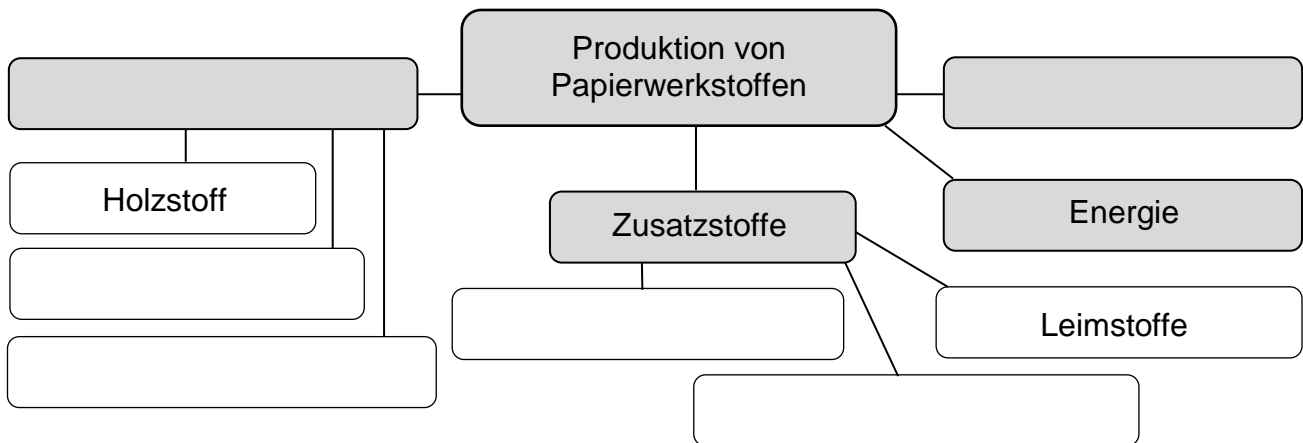 Produktion von
Papierwerkstoffen
Holzstoff
Zusatzstoffe
Energie
Leimstoffe